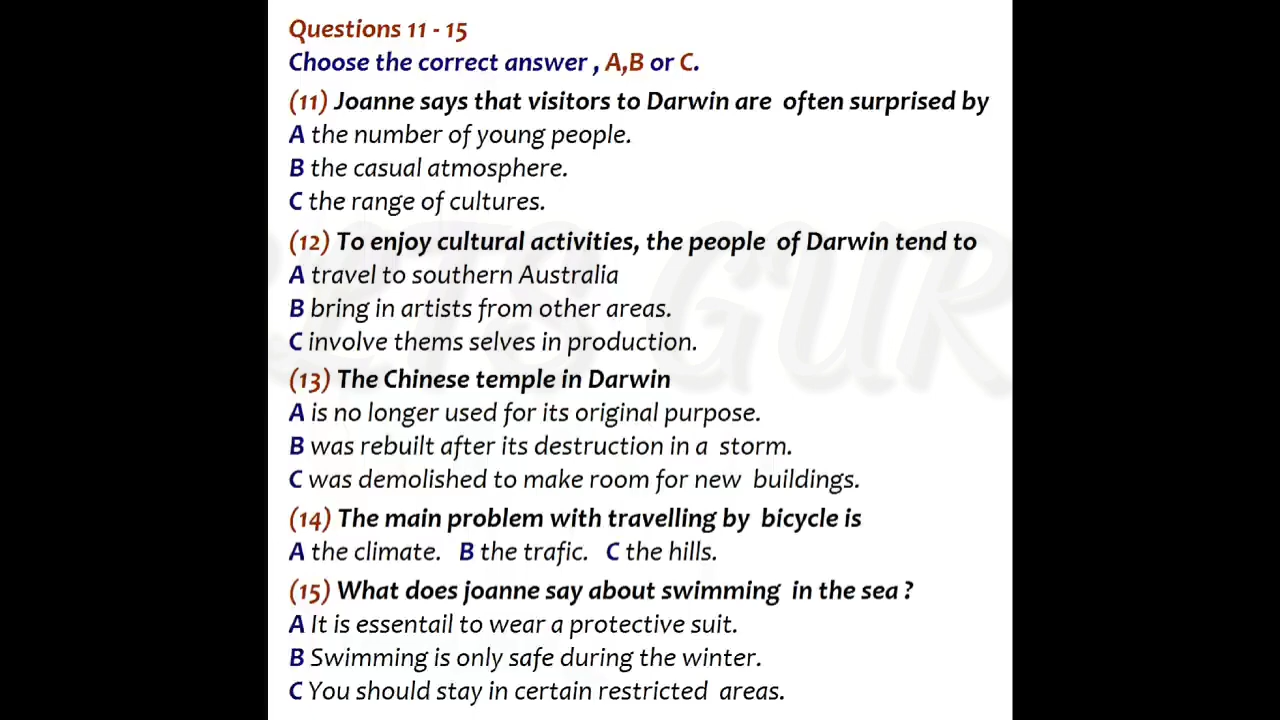 Questions 11 - 15
Choose the correct answer , A,B or C.
(11) Joanne says that visitors to Darwin are often surprised by
A the number of young people.
B the casual atmosphere.
C the range of cultures.
(12) To enjoy cultural activities, the people of Darwin tend to
A travel to southern Australia
B bring in artists from other areas.
C involve thems selves in production.
(13) The Chinese temple in Darwin
A is no longer used for its original purpose.
B was rebuilt after its destruction in a storm.
C was demolished to make room for new buildings.
(14) The main problem with travelling by bicycle is
A the climate. B the trafic. C the hills.
(15) What does joanne say about swimming in the sea ?
A It is essentail to wear a protective suit.
B Swimming is only safe during the winter.
C You should stay in certain restricted areas.